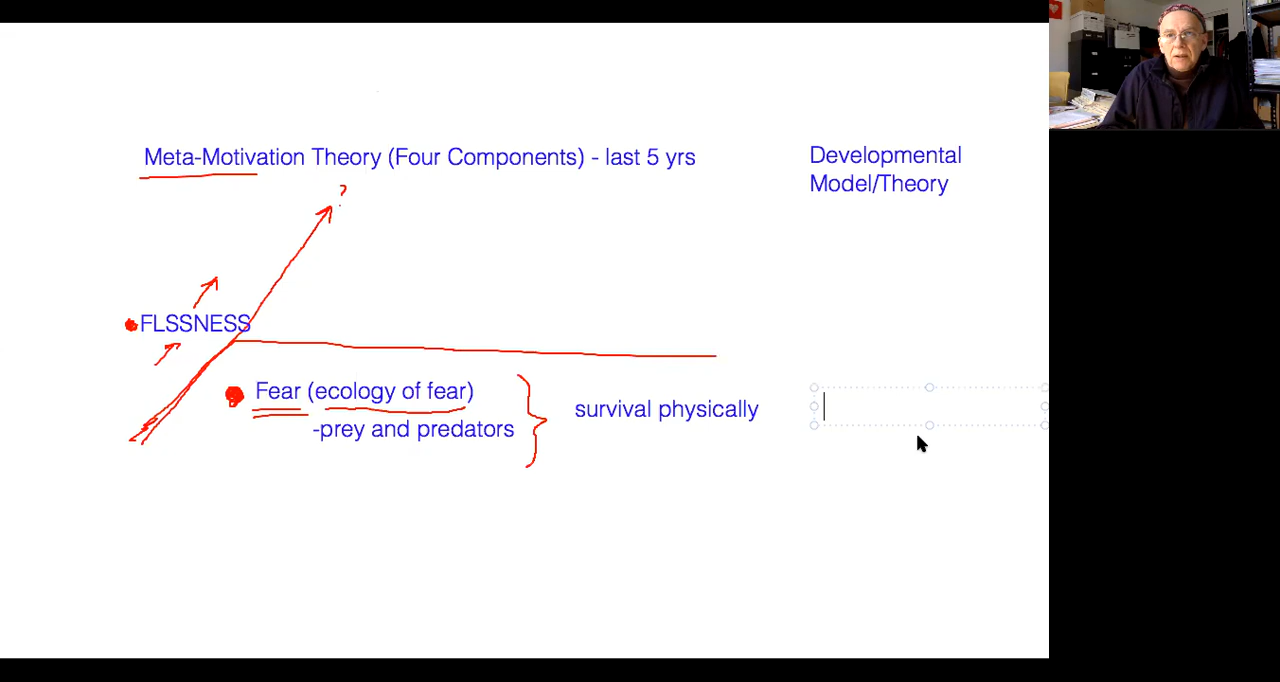 Meta-Motivation Theory (Four Components) - last 5 yrs
Developmental
Model/Theory
?
FLSSNESS
Fear (ecology of fear)
-prey and predators
survival physically